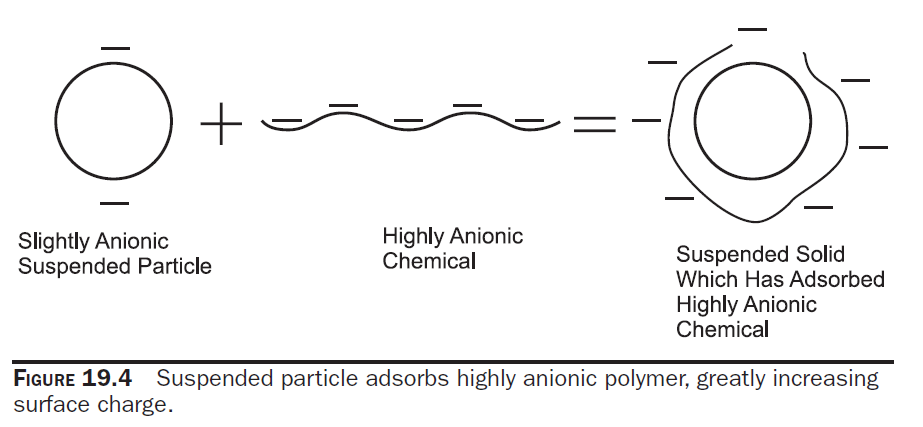 Slightly Anionic
Suspended Particle
Highly Anionic
Chemical
Suspended Solid
Which Has Adsorbed
Highly Anionic
Chemical
FIGURE 19.4 Suspended particle adsorbs highly anionic polymer, greatly increasing
surface charge.